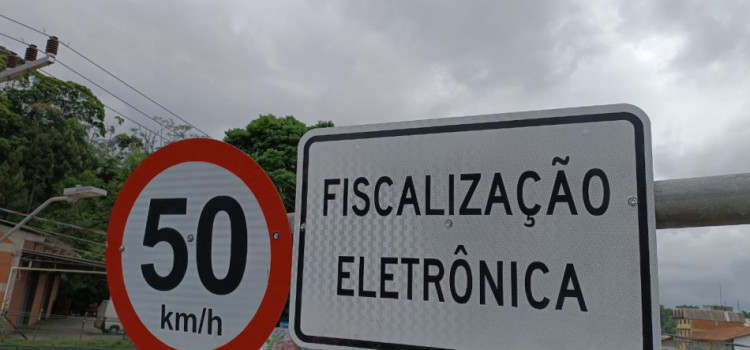 50
km/h
FISCALIZAÇÃO
ELETRÔNICA